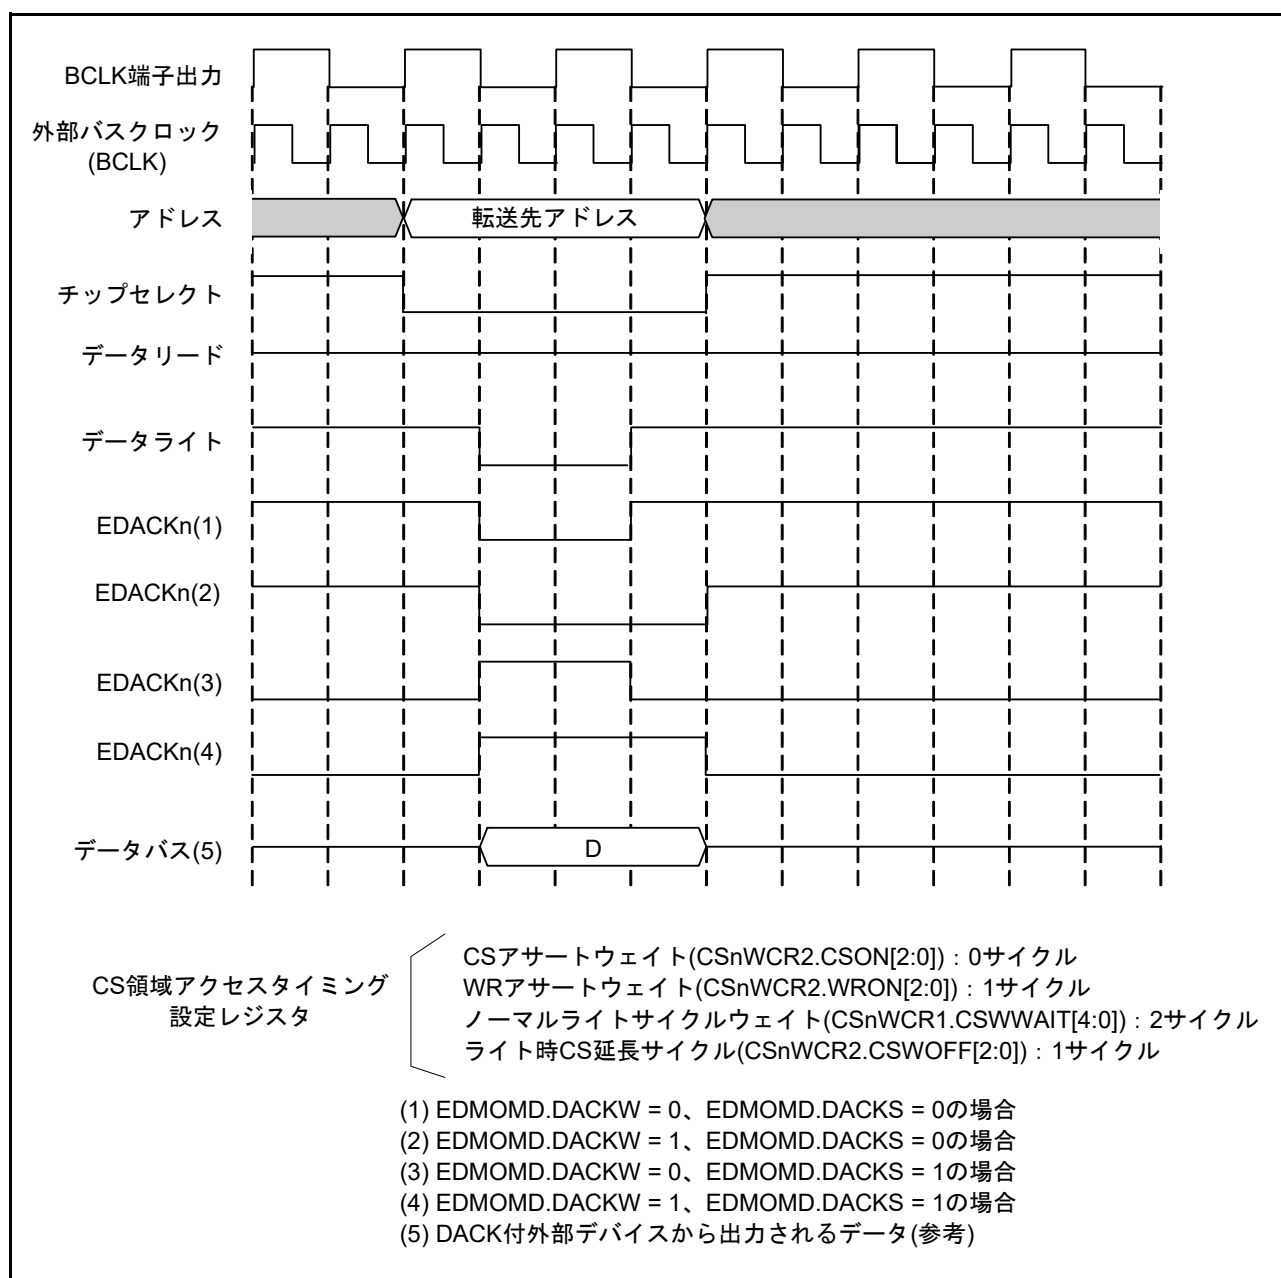 BCLK端子出力
外部バスクロック
(BCLK)
アドレス
転送先アドレス
チップセレクト
データリード
データライト
EDACKn(1)
EDACKn(2)
EDACKn(3)
EDACKn(4)
データバス(5)
D
CS領域アクセスタイミング
設定レジスタ
CSアサートウェイト(CSnWCR2.CSON[2:0]):0サイクル
WRアサートウェイト(CSnWCR2.WRON[2:0]):1サイクル
ノーマルライトサイクルウェイト(CSnWCR1.CSWWAIT[4:0]):2サイクル
ライト時CS延長サイクル(CSnWCR2.CSWOFF[2:0]):1サイクル
(1) EDMOMD.DACKW = 0、EDMOMD.DACKS = 0の場合
(2) EDMOMD.DACKW = 1、EDMOMD.DACKS = 0の場合
(3) EDMOMD.DACKW = 0、EDMOMD.DACKS = 1の場合
(4) EDMOMD.DACKW = 1、EDMOMD.DACKS = 1の場合
(5) DACK付外部デバイスから出力されるデータ(参考)